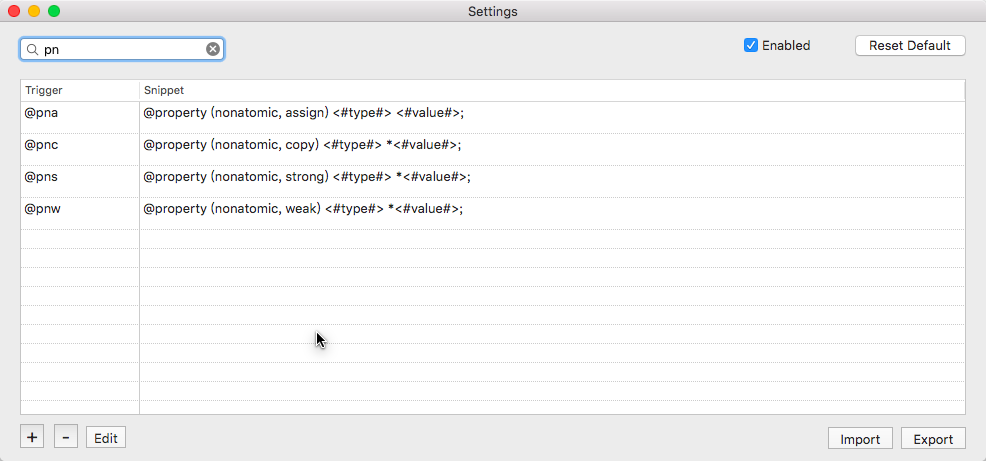 Settings
pn
Enabled
Reset Default
Trigger Snippet
@pna @property (nonatomic, assign) <#type#> <#value#>;
@pnc @property (nonatomic, copy) <#type#> *<#value#>;
@pns @property (nonatomic, strong) <#type#> *<#value#>;
@pnw @property (nonatomic, weak) <#type#> *<#value#>;
+ - Edit Import Export